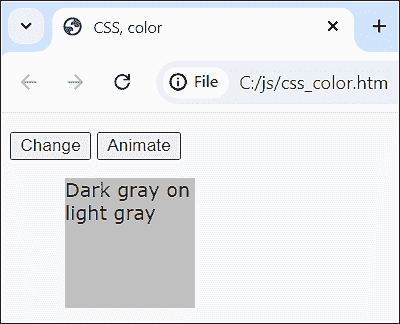 CSS, color
File C:/js/css_color.htm
Change Animate
Dark gray on
light gray